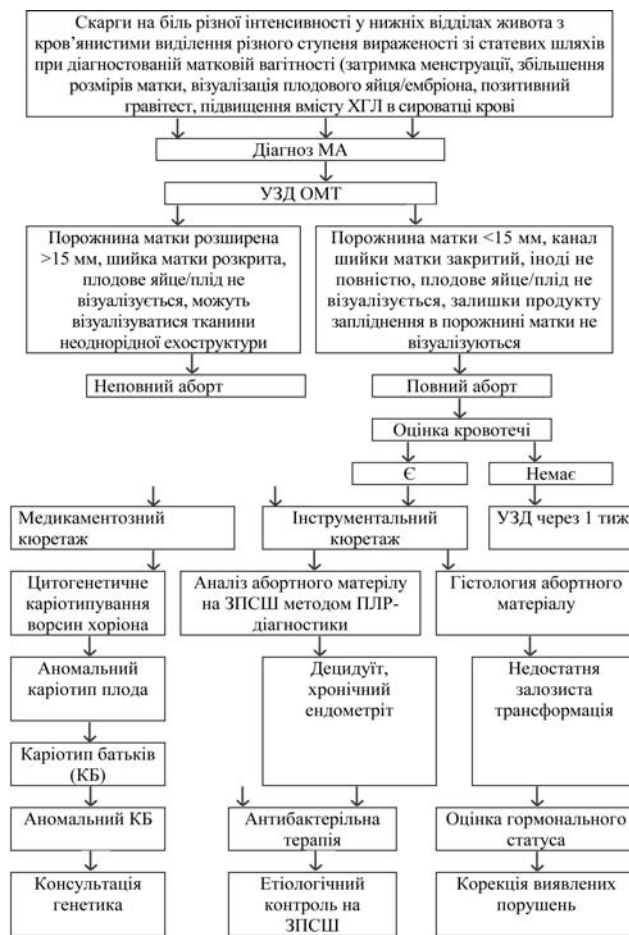 Скарги на біль різної інтенсивності у нижніх відділах живота з
кров’янистими виділення різного ступеня вираженості зі статевих шляхів
при діагностованій матковій вагітності (затримка менструації, збільшення
розмірів матки, візуалізація плодового яйця/ембріона, позитивний
гравітест, підвищення вмісту ХГЛ в сироватці крові
Діагноз МА
УЗД ОМТ
Порожнина матки розширена
>15 мм, шийка матки розкрита,
плодове яйце/плід не
візуалізується, можуть
візуалізуватися тканини
неоднорідної ехоструктури
Порожнина матки <15 мм, канал
шийки матки закритий, іноді не
повністю, плодове яйце/плід не
візуалізується, залишки продукту
запліднення в порожнині матки не
візуалізуються
Неповний аборт
Повний аборт
Оцінка кровотечі
Є
Немає
Медикаментозний
кюретаж
Інструментальний
кюретаж
УЗД через 1 тиж
Цитогенетичне
каріотипування
ворсин хоріона
Аналіз абортного матерілу
на ЗПСШ методом ПЛР-
діагностики
Гістология абортного
матеріалу
Аномальний
каріотип плода
Децидуїт,
хронічний
ендометріт
Недостатня
залозиста
трансформація
Каріотип батьків
(КБ)
Аномальний КБ
Антибактерільна
терапія
Оцінка гормонального
статуса
Консультація
генетика
Етіологічний
контроль на
ЗПСШ
Корекція виявлених
порушень